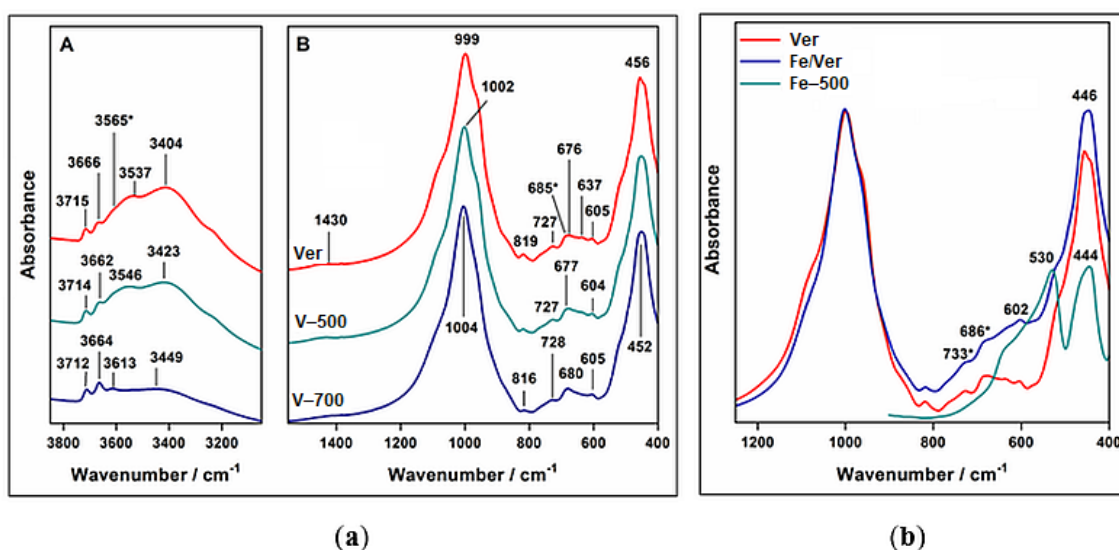 A
3565*
3404
3666
3537
3715
3662
3423
3714
3546
3664
3712
3613
3449
Absorbance
3800 3600 3400 3200
Wavenumber / cm-1
B
999
456
1002
676
685*
637
1430
727
605
819
Ver
677
604
727
V–500
1004
728
452
816
680
605
V–700
1400 1200 1000 800 600 400
Wavenumber / cm-1
(a)
Ver
Fe/Ver
Fe–500
446
530
444
602
686*
733*
Absorbance
1200 1000 800 600 400
Wavenumber / cm-1
(b)